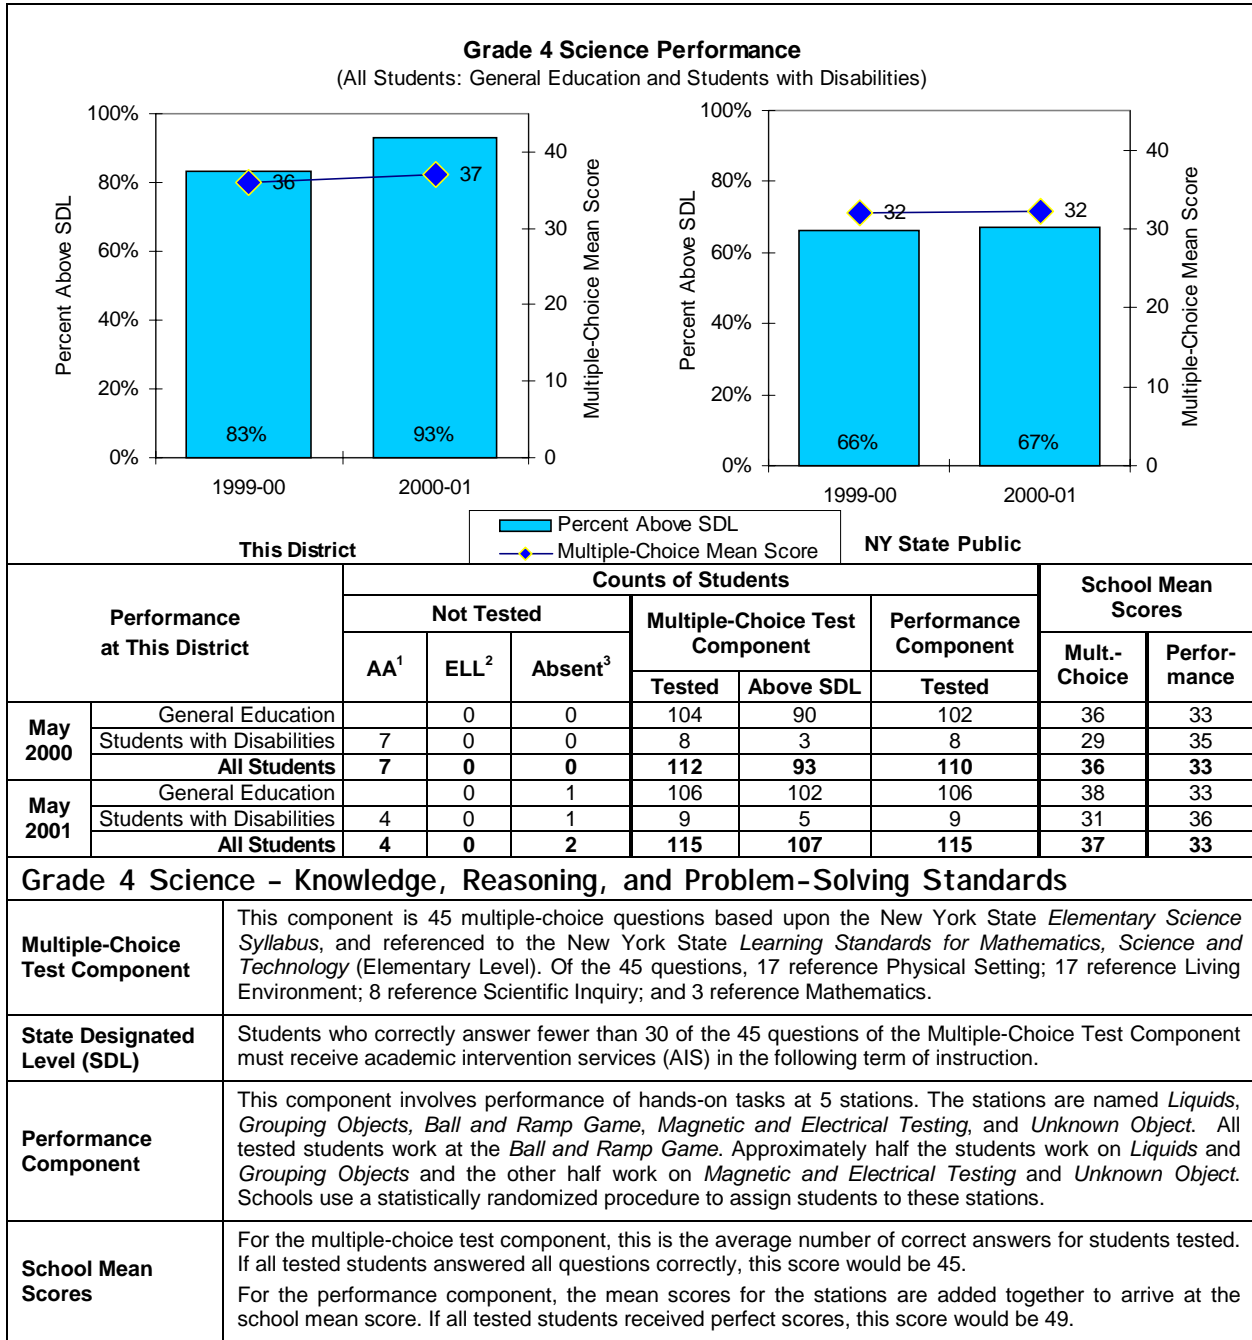 Grade 4 Science Performance
(All Students: General Education and Students with Disabilities)
100%
80%
60%
40%
20%
0%
Percent Above SDL
36
37
83%
93%
40
30
20
10
0
Multiple-Choice Mean Score
1999-00
2000-01
This District
100%
80%
60%
40%
20%
0%
Percent Above SDL
32
32
66%
67%
40
30
20
10
0
Multiple-Choice Mean Score
1999-00
2000-01
NY State Public
Percent Above SDL
Multiple-Choice Mean Score
Performance
at This District
Counts of Students
School Mean
Scores
Not Tested
Multiple-Choice Test
Component
Performance
Component
AA1
ELL2
Absent3
Mult.-
Choice
Perfor-
mance
Tested
Above SDL
Tested
May
2000
General Education 0 0 104 90 102 36 33
Students with Disabilities 7 0 0 8 3 8 29 35
All Students 7 0 0 112 93 110 36 33
May
2001
General Education 0 1 106 102 106 38 33
Students with Disabilities 4 0 1 9 5 9 31 36
All Students 4 0 2 115 107 115 37 33
Grade 4 Science – Knowledge, Reasoning, and Problem-Solving Standards
Multiple-Choice
Test Component
This component is 45 multiple-choice questions based upon the New York State Elementary Science
Syllabus, and referenced to the New York State Learning Standards for Mathematics, Science and
Technology (Elementary Level). Of the 45 questions, 17 reference Physical Setting; 17 reference Living
Environment; 8 reference Scientific Inquiry; and 3 reference Mathematics.
State Designated
Level (SDL)
Students who correctly answer fewer than 30 of the 45 questions of the Multiple-Choice Test Component
must receive academic intervention services (AIS) in the following term of instruction.
Performance
Component
This component involves performance of hands-on tasks at 5 stations. The stations are named Liquids,
Grouping Objects, Ball and Ramp Game, Magnetic and Electrical Testing, and Unknown Object. All
tested students work at the Ball and Ramp Game. Approximately half the students work on Liquids and
Grouping Objects and the other half work on Magnetic and Electrical Testing and Unknown Object.
Schools use a statistically randomized procedure to assign students to these stations.
School Mean
Scores
For the multiple-choice test component, this is the average number of correct answers for students tested.
If all tested students answered all questions correctly, this score would be 45.
For the performance component, the mean scores for the stations are added together to arrive at the
school mean score. If all tested students received perfect scores, this score would be 49.